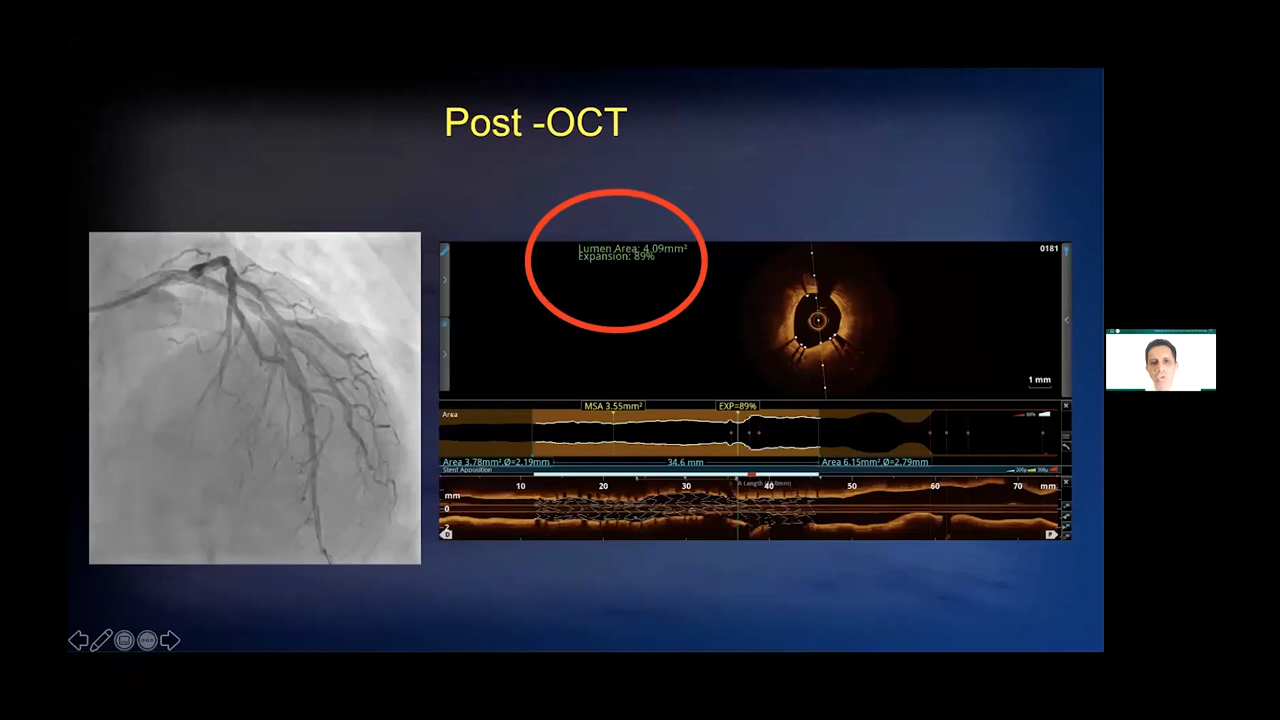 Post -OCT
Lumen Area: 4.09mm²
Expansion: 89%
0181
1 mm
MSA 3.55mm² EXP=89%
Area
Area 3.78mm²,Ø=2.19mm 34.6 mm Area 6.15mm²,Ø=2.79mm
Stent Apposition
10 20 30 40 50 60 70 mm
mm
0
D P